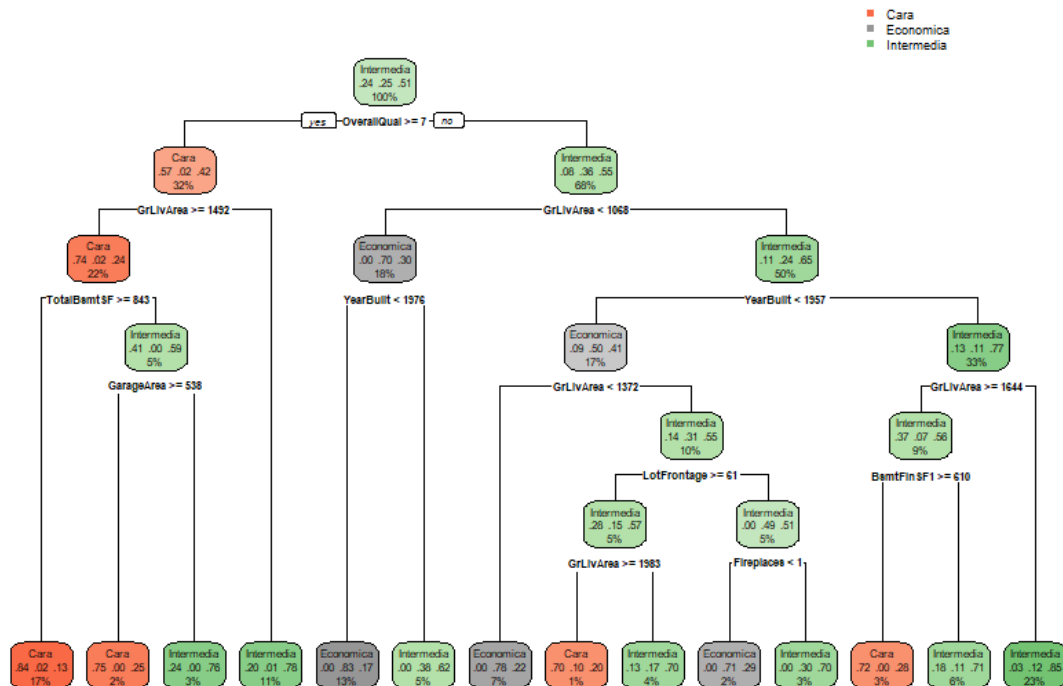 Cara
Economica
Intermedia
Intermedia
.24 .25 .51
100%
yes OverallQual >= 7 no
Cara
.57 .02 .42
32%
Intermedia
.08 .36 .55
68%
GrLivArea >= 1492
GrLivArea < 1068
Cara
.74 .02 .24
22%
Economica
.00 .70 .30
18%
Intermedia
.11 .24 .65
50%
TotalBsmtSF >= 843
YearBuilt < 1976
YearBuilt < 1957
Intermedia
.41 .00 .59
5%
Economica
.09 .50 .41
17%
Intermedia
.13 .11 .77
33%
GarageArea >= 538
GrLivArea < 1372
GrLivArea >= 1644
Intermedia
.14 .31 .55
10%
Intermedia
.37 .07 .56
9%
LotFrontage >= 61
BsmtFinSF1 >= 610
Intermedia
.28 .15 .57
5%
Intermedia
.00 .49 .51
5%
GrLivArea >= 1983
Fireplaces < 1
Cara
.84 .02 .13
17%
Cara
.75 .00 .25
2%
Intermedia
.24 .00 .76
3%
Intermedia
.20 .01 .78
11%
Economica
.00 .83 .17
13%
Intermedia
.00 .38 .62
5%
Economica
.00 .78 .22
7%
Cara
.70 .10 .20
1%
Intermedia
.13 .17 .70
4%
Economica
.00 .71 .29
2%
Intermedia
.00 .30 .70
3%
Cara
.72 .00 .28
3%
Intermedia
.18 .11 .71
6%
Intermedia
.03 .12 .85
23%